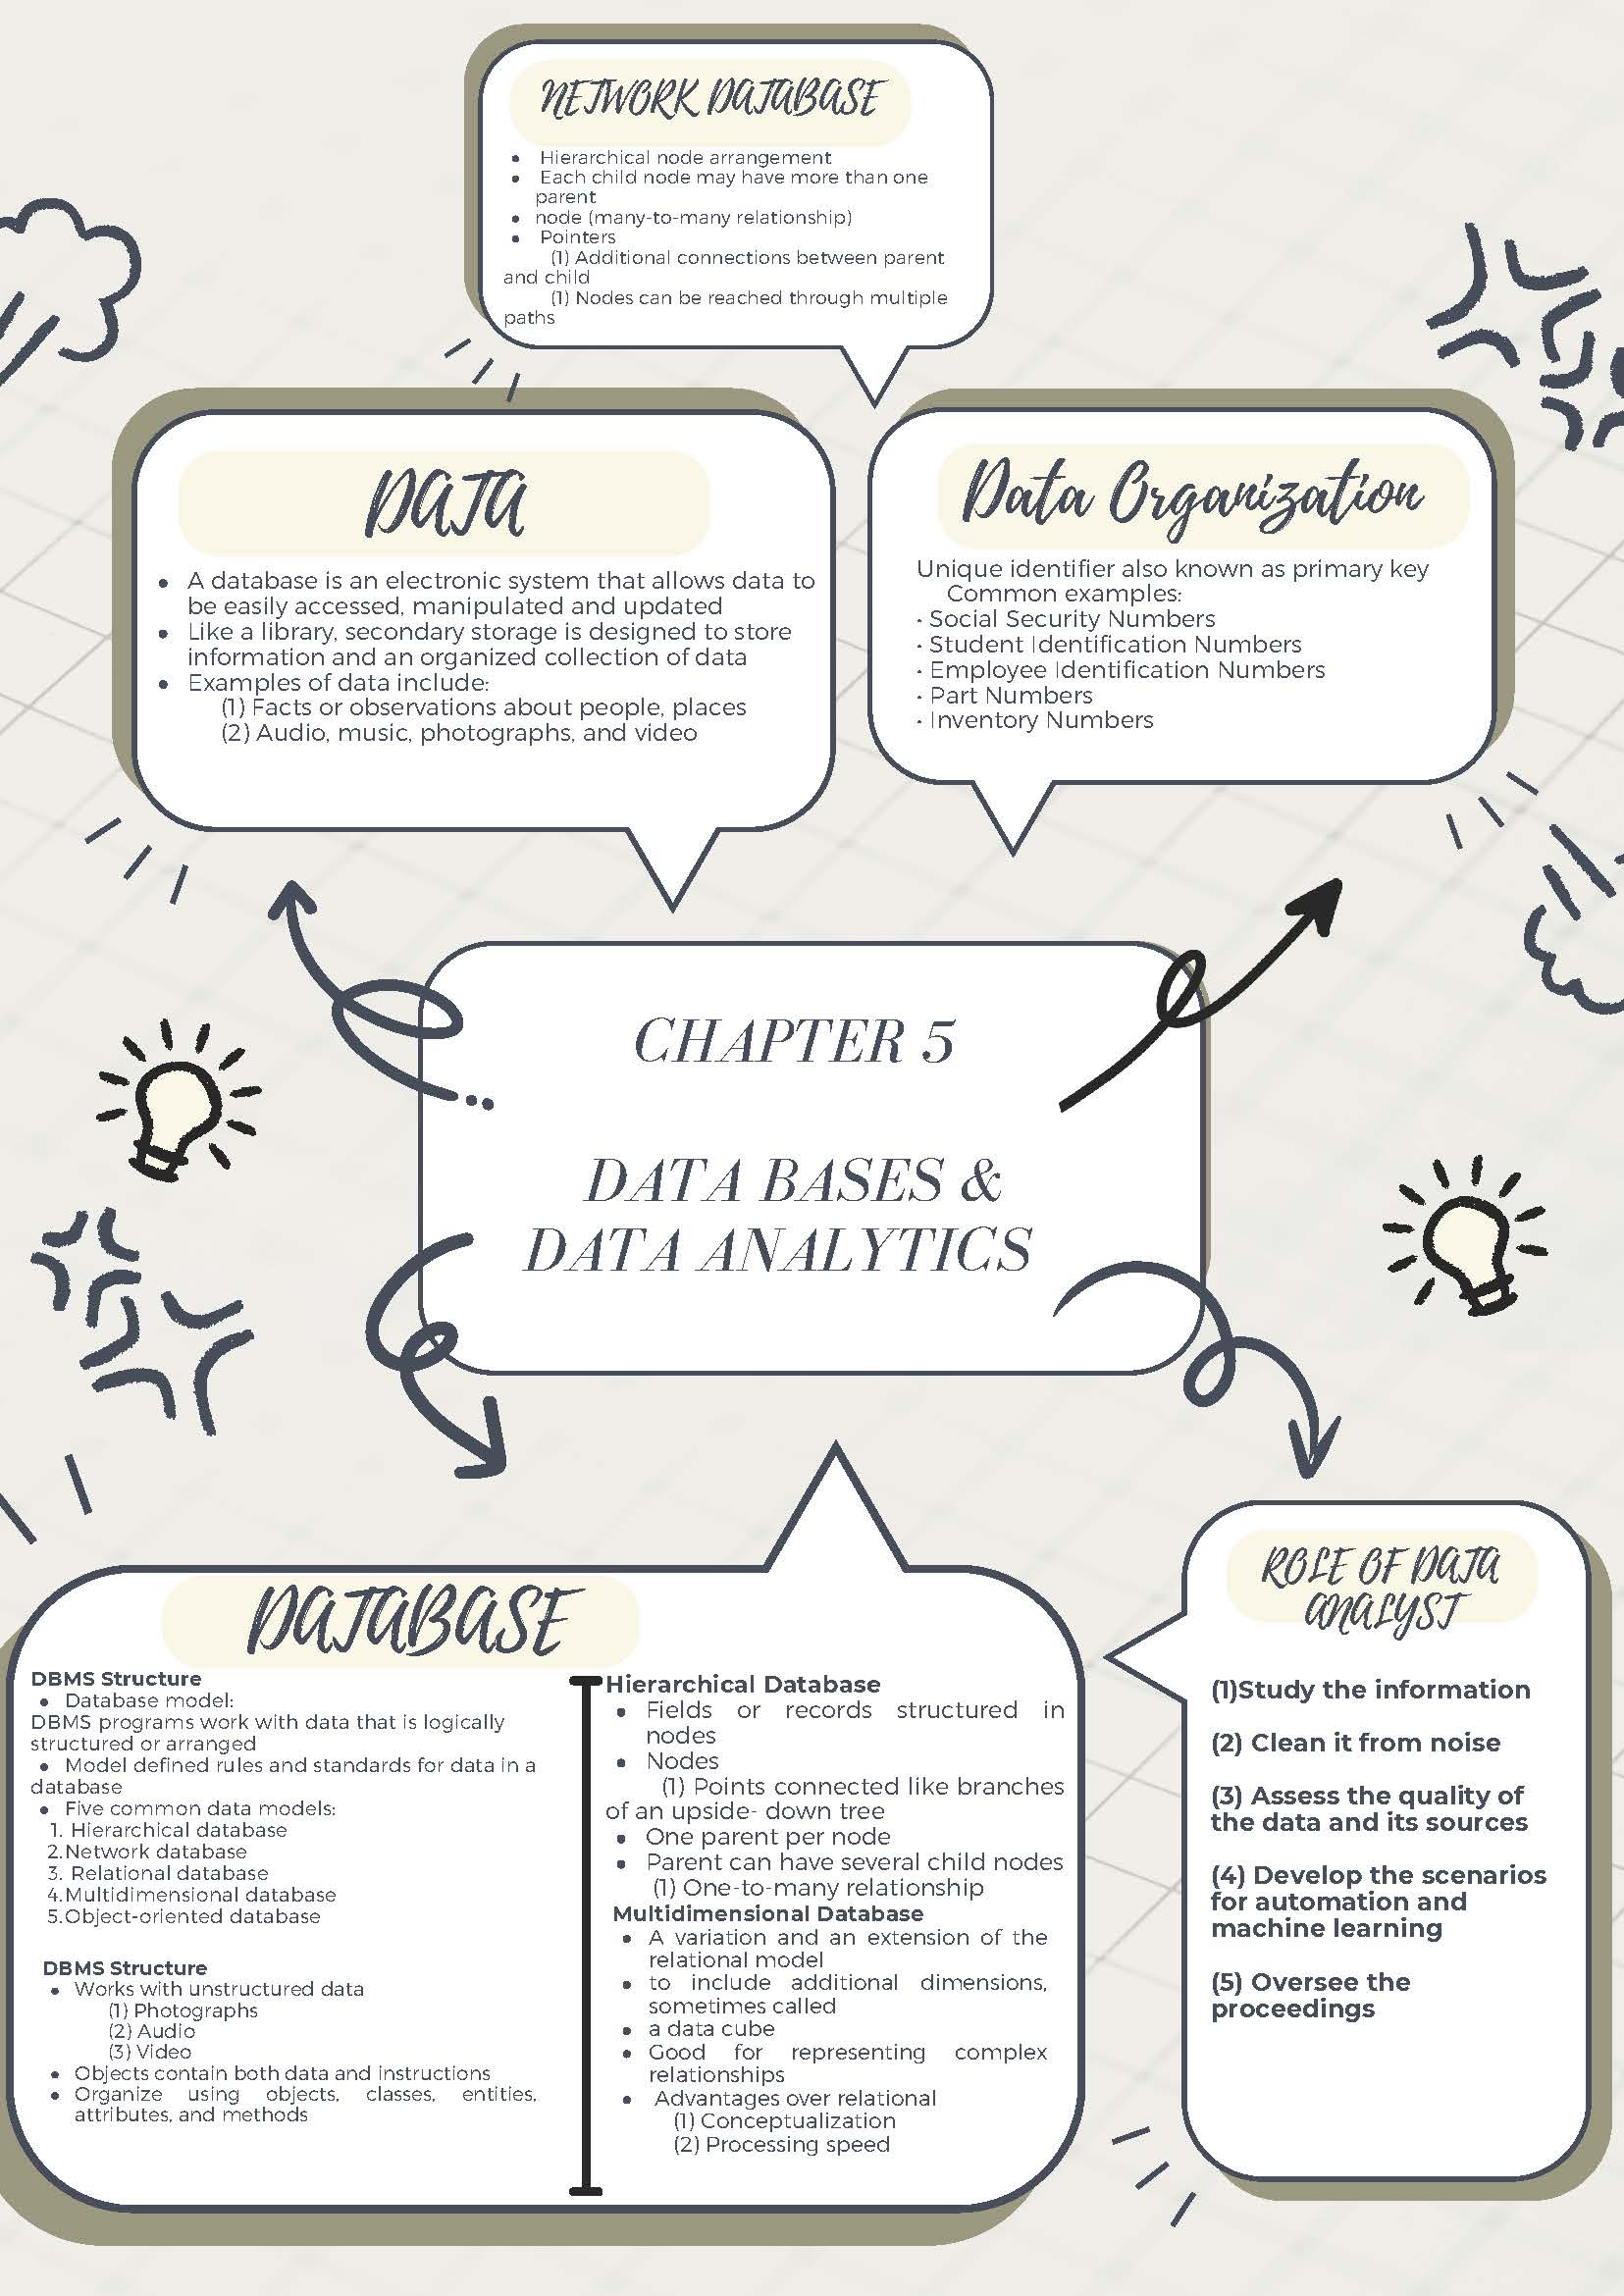 NETWORK DATABASE
• Hierarchical node arrangement
• Each child node may have more than one
parent
• node (many-to-many relationship)
• Pointers
(1) Additional connections between parent
and child
(1) Nodes can be reached through multiple
paths
DATA
• A database is an electronic system that allows data to
be easily accessed, manipulated and updated
• Like a library, secondary storage is designed to store
information and an organized collection of data
• Examples of data include:
(1) Facts or observations about people, places
(2) Audio, music, photographs, and video
Data Organization
Unique identifier also known as primary key
Common examples:
• Social Security Numbers
• Student Identification Numbers
• Employee Identification Numbers
• Part Numbers
• Inventory Numbers
CHAPTER 5
DATA BASES &
DATA ANALYTICS
DATABASE
DBMS Structure
• Database model:
DBMS programs work with data that is logically
structured or arranged
• Model defined rules and standards for data in a
database
• Five common data models:
1. Hierarchical database
2.Network database
3. Relational database
4.Multidimensional database
5.Object-oriented database
DBMS Structure
• Works with unstructured data
(1) Photographs
(2) Audio
(3) Video
• Objects contain both data and instructions
• Organize using objects, classes, entities,
attributes, and methods
Hierarchical Database
• Fields or records structured in
nodes
• Nodes
(1) Points connected like branches
of an upside- down tree
• One parent per node
• Parent can have several child nodes
(1) One-to-many relationship
Multidimensional Database
• A variation and an extension of the
relational model
• to include additional dimensions,
sometimes called
• a data cube
• Good for representing complex
relationships
• Advantages over relational
(1) Conceptualization
(2) Processing speed
ROLE OF DATA
ANALYST
(1)Study the information
(2) Clean it from noise
(3) Assess the quality of
the data and its sources
(4) Develop the scenarios
for automation and
machine learning
(5) Oversee the
proceedings